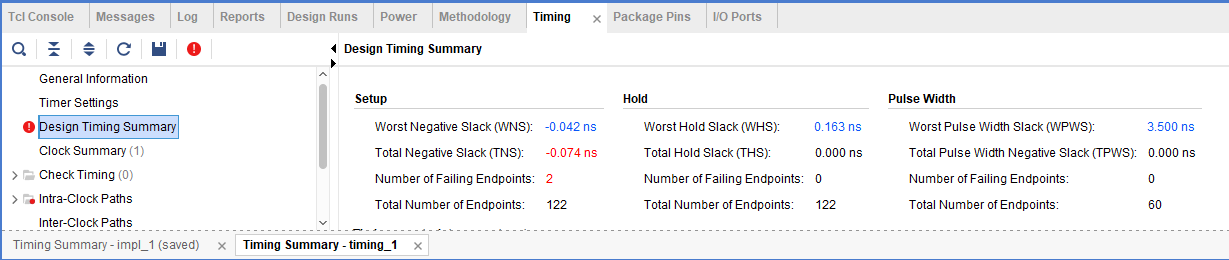 Tcl Console Messages Log Reports Design Runs Power Methodology Timing Package Pins I/O Ports
Design Timing Summary
General Information
Timer Settings
Design Timing Summary
Clock Summary (1)
Check Timing (0)
Intra-Clock Paths
Inter-Clock Paths
Setup
Worst Negative Slack (WNS): -0.042 ns
Total Negative Slack (TNS): -0.074 ns
Number of Failing Endpoints: 2
Total Number of Endpoints: 122
Hold
Worst Hold Slack (WHS): 0.163 ns
Total Hold Slack (THS): 0.000 ns
Number of Failing Endpoints: 0
Total Number of Endpoints: 122
Pulse Width
Worst Pulse Width Slack (WPWS): 3.500 ns
Total Pulse Width Negative Slack (TPWS): 0.000 ns
Number of Failing Endpoints: 0
Total Number of Endpoints: 60
Timing Summary - impl_1 (saved) Timing Summary - timing_1